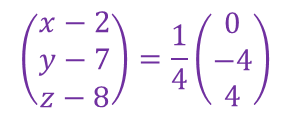 x − 2
y − 7 = 1/4
z − 8
0
−4
4